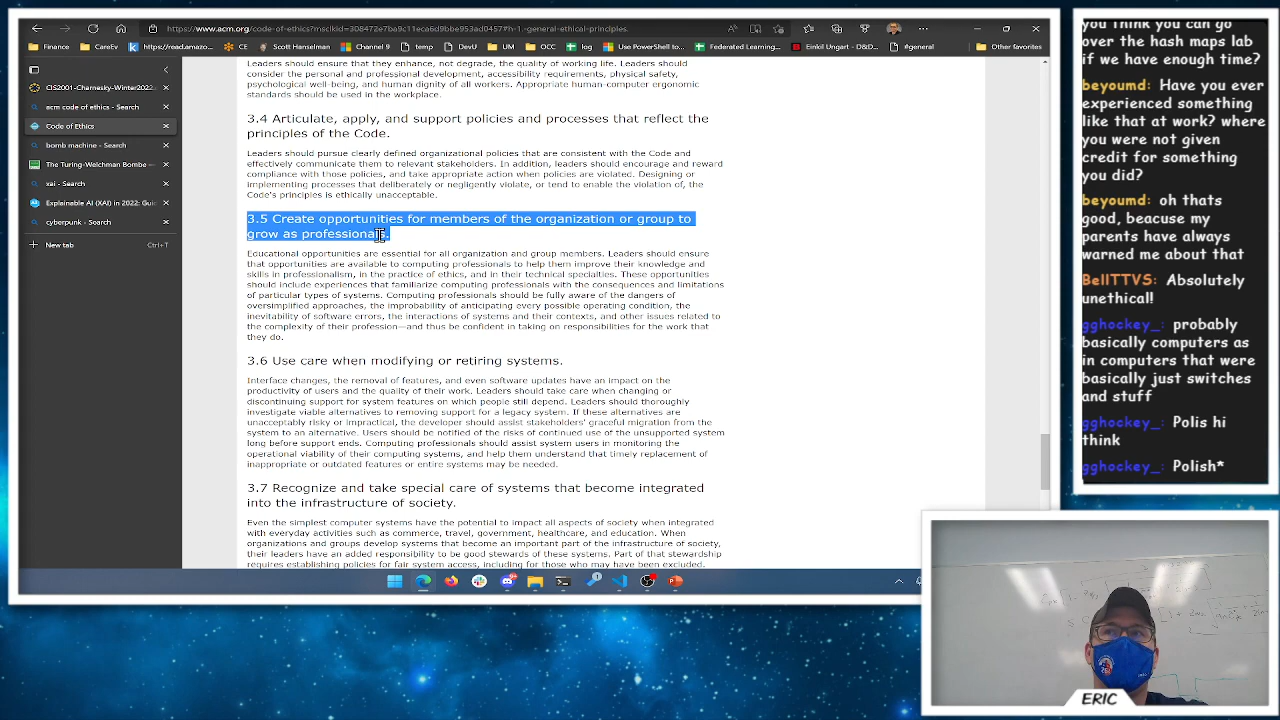 https://www.acm.org/code-of-ethics?msclkid=308472e7ba9c11eca6d9bbe953ad0457#h-1.-general-ethical-principles.
Finance
CareEv
https://read.amazo...
CE
Scott Hanselman
Channel 9
temp
DevU
UM
OCC
log
Use PowerShell to...
Federated Learning...
Einkil Ungart - D&D...
#general
Other favorites
CIS2001-Charnesky-Winter2022
acm code of ethics - Search
Code of Ethics
bomb machine - Search
The Turing-Welchman Bombe
xai - Search
Explainable AI (XAI) in 2022: Gui
cyberpunk - Search
New tab
Ctrl+T
Leaders should ensure that they enhance, not degrade, the quality of working life. Leaders should
consider the personal and professional development, accessibility requirements, physical safety,
psychological well-being, and human dignity of all workers. Appropriate human-computer ergonomic
standards should be used in the workplace.
3.4 Articulate, apply, and support policies and processes that reflect the
principles of the Code.
Leaders should pursue clearly defined organizational policies that are consistent with the Code and
effectively communicate them to relevant stakeholders. In addition, leaders should encourage and reward
compliance with those policies, and take appropriate action when policies are violated. Designing or
implementing processes that deliberately or negligently violate, or tend to enable the violation of, the
Code's principles is ethically unacceptable.
3.5 Create opportunities for members of the organization or group to
grow as professionals.
Educational opportunities are essential for all organization and group members. Leaders should ensure
that opportunities are available to computing professionals to help them improve their knowledge and
skills in professionalism, in the practice of ethics, and in their technical specialties. These opportunities
should include experiences that familiarize computing professionals with the consequences and limitations
of particular types of systems. Computing professionals should be fully aware of the dangers of
oversimplified approaches, the improbability of anticipating every possible operating condition, the
inevitability of software errors, the interactions of systems and their contexts, and other issues related to
the complexity of their profession—and thus be confident in taking on responsibilities for the work that
they do.
3.6 Use care when modifying or retiring systems.
Interface changes, the removal of features, and even software updates have an impact on the
productivity of users and the quality of their work. Leaders should take care when changing or
discontinuing support for system features on which people still depend. Leaders should thoroughly
investigate viable alternatives to removing support for a legacy system. If these alternatives are
unacceptably risky or impractical, the developer should assist stakeholders' graceful migration from the
system to an alternative. Users should be notified of the risks of continued use of the unsupported system
long before support ends. Computing professionals should assist system users in monitoring the
operational viability of their computing systems, and help them understand that timely replacement of
inappropriate or outdated features or entire systems may be needed.
3.7 Recognize and take special care of systems that become integrated
into the infrastructure of society.
Even the simplest computer systems have the potential to impact all aspects of society when integrated
with everyday activities such as commerce, travel, government, healthcare, and education. When
organizations and groups develop systems that become an important part of the infrastructure of society,
their leaders have an added responsibility to be good stewards of these systems. Part of that stewardship
requires establishing policies for fair system access, including for those who may have been excluded.
you think you can go
over the hash maps lab
if we have enough time?
beyoumd: Have you ever
experienced something
like that at work? where
you were not given
credit for something
you did?
beyoumd: oh thats
good, beacuse my
parents have always
warned me about that
BellTTVS: Absolutely
unethical!
gghockey_: probably
basically computers as
in computers that were
basically just switches
and stuff
gghockey_: Polis hi
think
gghockey_: Polish*
ERIC